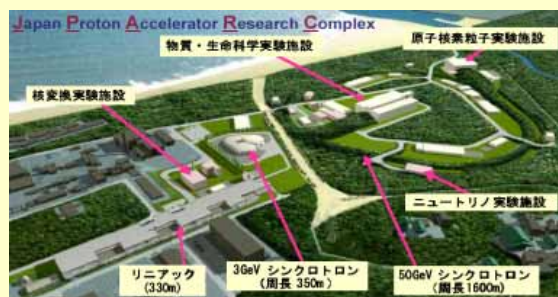 Japan Proton Accelerator Research Complex
物質・生命科学実験施設
原子核素粒子実験施設
核変換実験施設
ニュートリノ実験施設
リニアック
(330m)
3GeV シンクロトロン
(周長 350m)
50GeV シンクロトロン
(周長1600m)